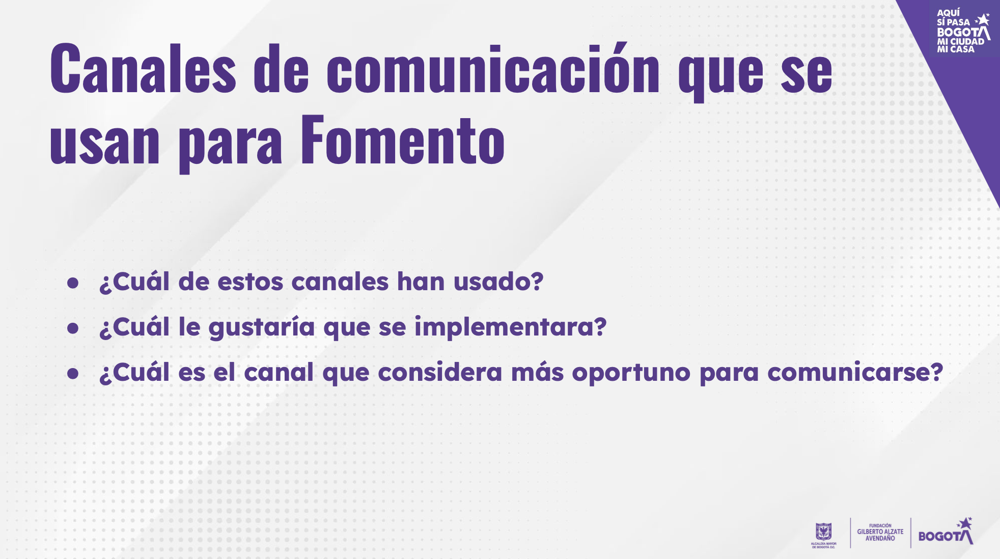 AQUÍ
SÍ PASA
BOGOTÁ
MI CIUDAD
MI CASA
Canales de comunicación que se
usan para Fomento
● ¿Cuál de estos canales han usado?
● ¿Cuál le gustaría que se implementara?
● ¿Cuál es el canal que considera más oportuno para comunicarse?
ALCALDÍA MAYOR
DE BOGOTÁ D.C.
FUNDACIÓN
GILBERTO ALZATE
AVENDAÑO
BOGOTÁ